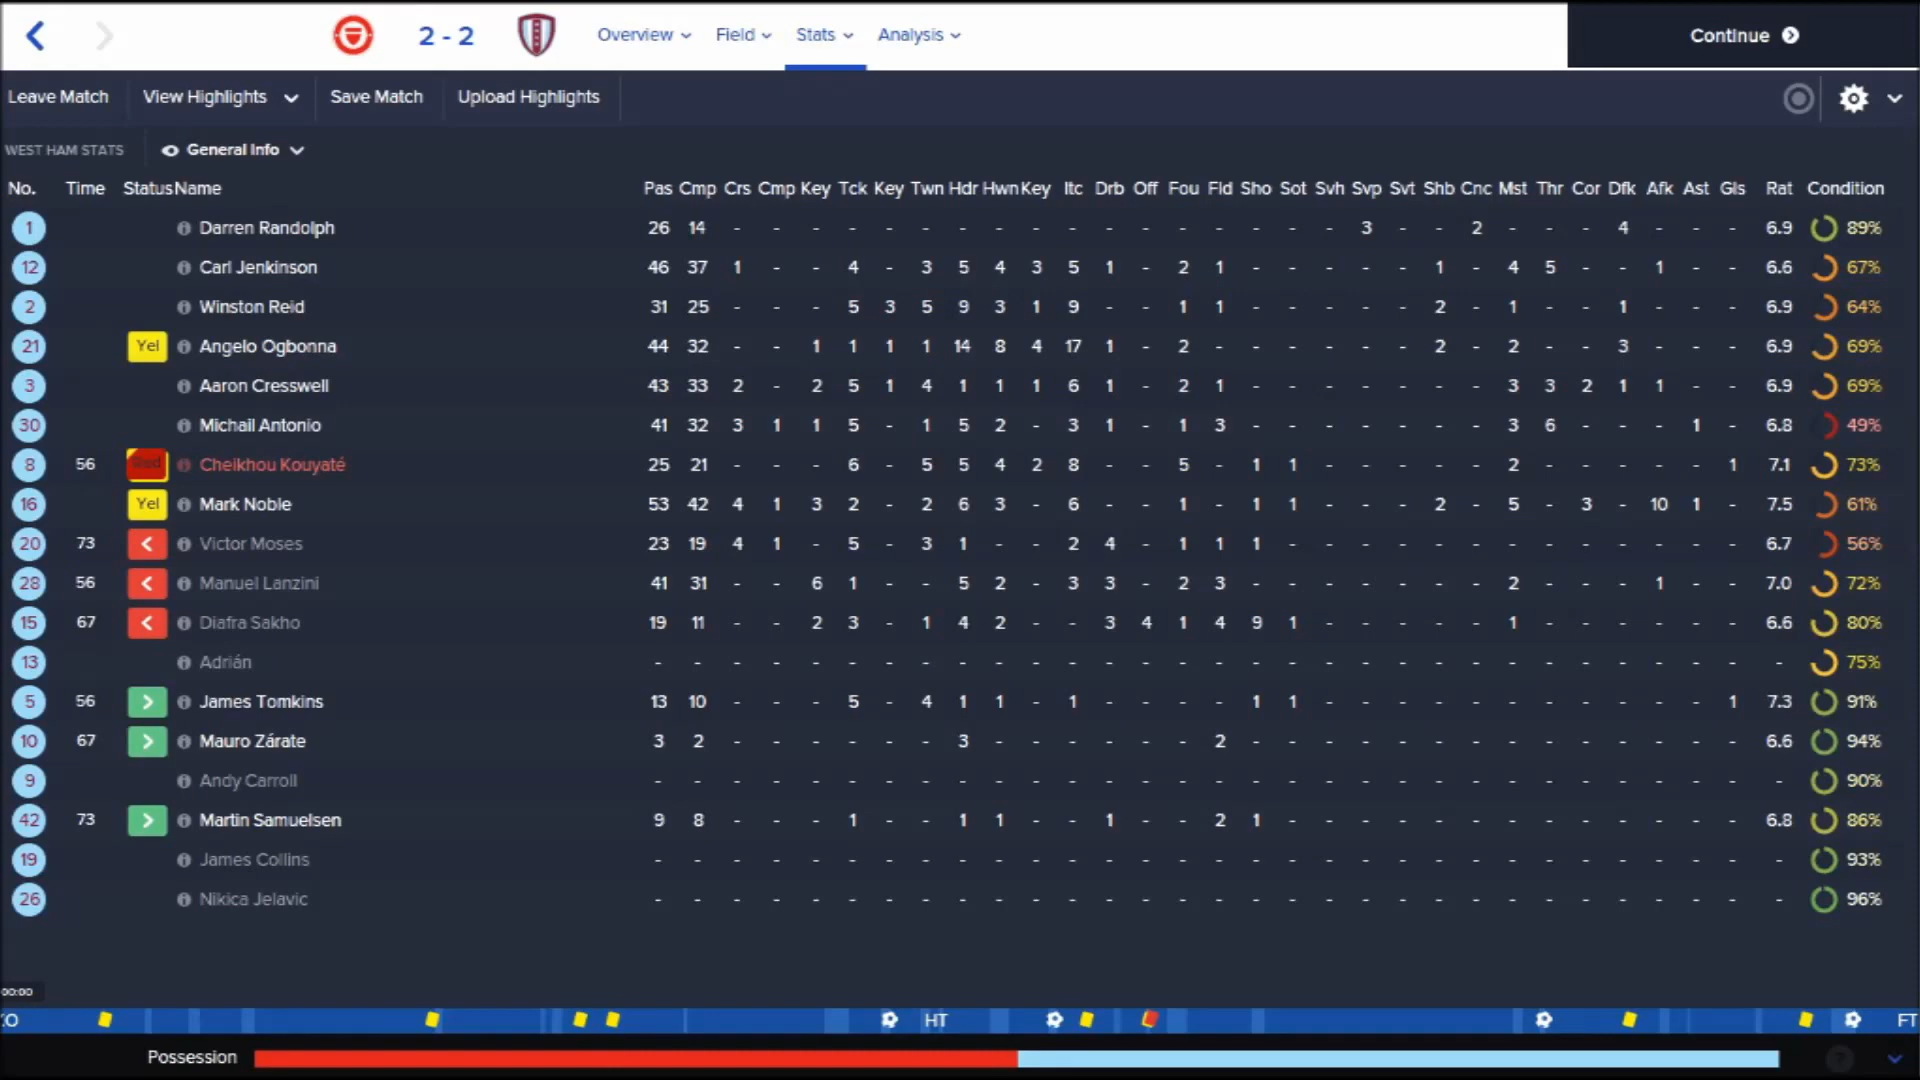 2 - 2 Overview Field Stats Analysis Continue
Leave Match View Highlights Save Match Upload Highlights
WEST HAM STATS General Info
No. Time Status Name Pas Cmp Crs Cmp Key Tck Key Twn Hdr Hwn Key Itc Drb Off Fou Fld Sho Sot Svh Svp Svt Shb Cnc Mst Thr Cor Dfk Afk Ast Gls Rat Condition
1 Darren Randolph 26 14 - - - - - - - - - - - - - - - - - 3 - - 2 - - - 4 - - - 6.9 89%
12 Carl Jenkinson 46 37 1 - - 4 - 3 5 4 3 5 1 - 2 1 - - - - - 1 - 4 5 - - 1 - - 6.6 67%
2 Winston Reid 31 25 - - - 5 3 5 9 3 1 9 - - 1 1 - - - - - 2 - 1 - - 1 - - - 6.9 64%
21 Yel Angelo Ogbonna 44 32 - - 1 1 1 1 14 8 4 17 1 - 2 - - - - - - 2 - 2 - - 3 - - - 6.9 69%
3 Aaron Cresswell 43 33 2 - 2 5 1 4 1 1 1 6 1 - 2 1 - - - - - - - 3 3 2 1 1 - - 6.9 69%
30 Michail Antonio 41 32 3 1 1 5 - 1 5 2 - 3 1 - 1 3 - - - - - - - 3 6 - - - 1 - 6.8 49%
8 56 Red Cheikhou Kouyaté 25 21 - - - 6 - 5 5 4 2 8 - - 5 - 1 1 - - - - - 2 - - - - - 1 7.1 73%
16 Yel Mark Noble 53 42 4 1 3 2 - 2 6 3 - 6 - - 1 - 1 1 - - - 2 - 5 - 3 - 10 1 - 7.5 61%
20 73 Victor Moses 23 19 4 1 - 5 - 3 1 - - 2 4 - 1 1 1 - - - - - - - - - - - - - 6.7 56%
28 56 Manuel Lanzini 41 31 - - 6 1 - - 5 2 - 3 3 - 2 3 - - - - - - - 2 - - - 1 - - 7.0 72%
15 67 Diafra Sakho 19 11 - - 2 3 - 1 4 2 - - 3 4 1 4 9 1 - - - - - 1 - - - - - - 6.6 80%
13 Adrián - - - - - - - - - - - - - - - - - - - - - - - - - - - - - - - 75%
5 56 James Tomkins 13 10 - - - 5 - 4 1 1 - 1 - - - - 1 1 - - - - - - - - - - - 1 7.3 91%
10 67 Mauro Zárate 3 2 - - - - - - 3 - - - - - - 2 - - - - - - - - - - - - - - 6.6 94%
9 Andy Carroll - - - - - - - - - - - - - - - - - - - - - - - - - - - - - - - 90%
42 73 Martin Samuelsen 9 8 - - - 1 - - 1 1 - - 1 - - 2 1 - - - - - - - - - - - - - 6.8 86%
19 James Collins - - - - - - - - - - - - - - - - - - - - - - - - - - - - - - - 93%
26 Nikica Jelavic - - - - - - - - - - - - - - - - - - - - - - - - - - - - - - - 96%
00:00
KO HT FT
Possession